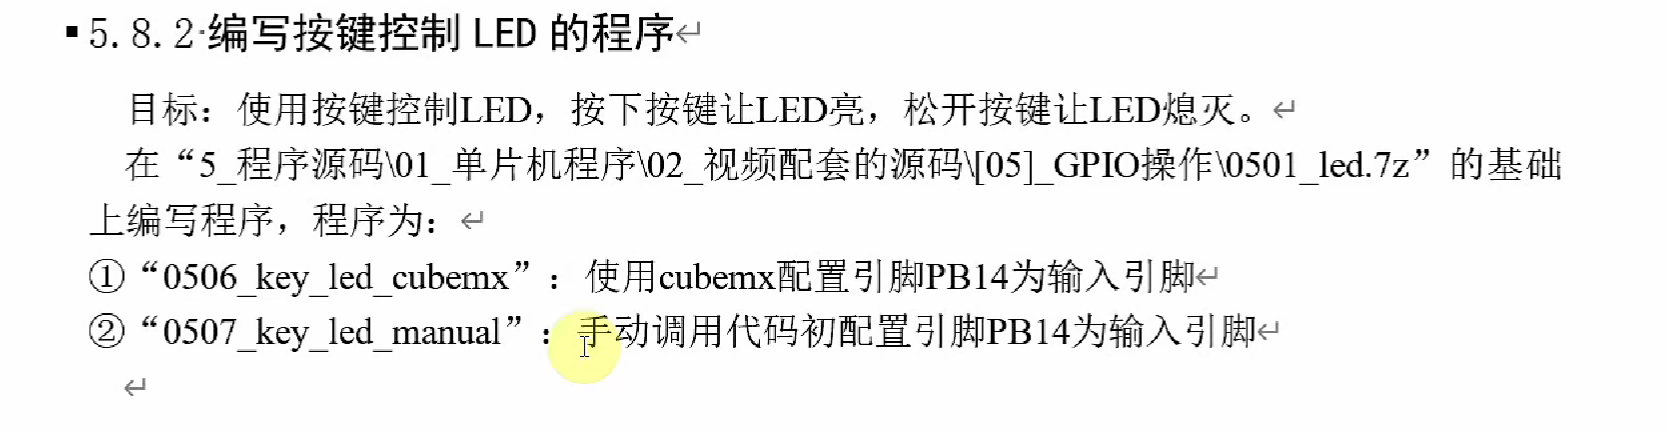 5.8.2·编写按键控制 LED 的程序↵
目标：使用按键控制LED，按下按键让LED亮，松开按键让LED熄灭。↵
在“5_程序源码\01_单片机程序\02_视频配套的源码\[05]_GPIO操作\0501_led.7z”的基础
上编写程序，程序为：↵
①“0506_key_led_cubemx”：使用cubemx配置引脚PB14为输入引脚↵
②“0507_key_led_manual”：手动调用代码初配置引脚PB14为输入引脚↵
↵